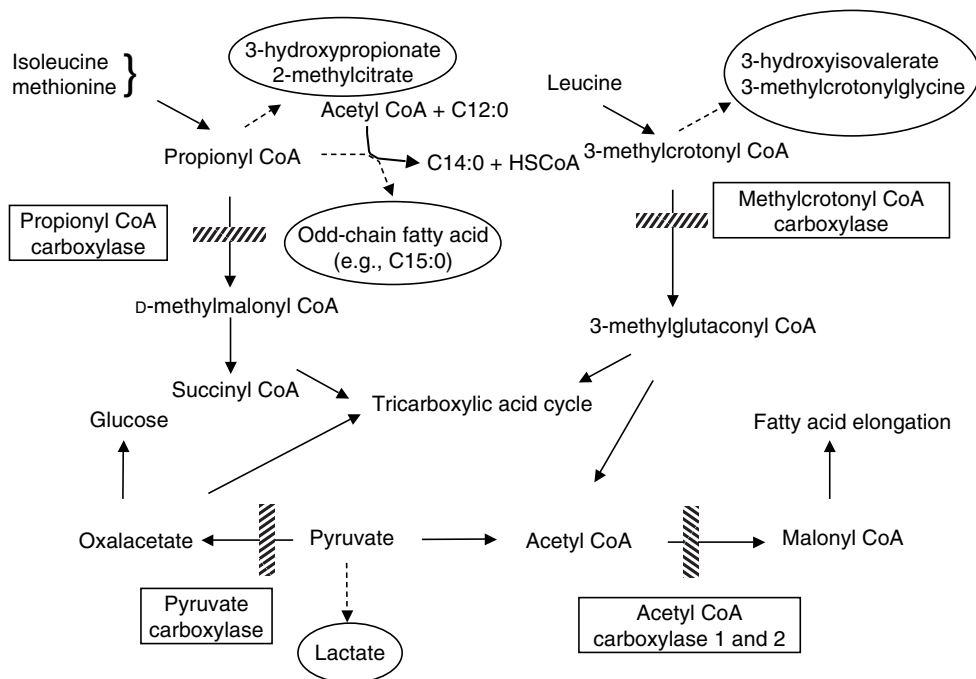 Isoleucine
methionine
3-hydroxypropionate
2-methylcitrate
Acetyl CoA + C12:0
Propionyl CoA
C14:0 + HSCoA
Odd-chain fatty acid
(e.g., C15:0)
Propionyl CoA
carboxylase
D-methylmalonyl CoA
Succinyl CoA
Leucine
3-hydroxyisovalerate
3-methylcrotonylglycine
3-methylcrotonyl CoA
Methylcrotonyl CoA
carboxylase
3-methylglutaconyl CoA
Tricarboxylic acid cycle
Glucose
Fatty acid elongation
Oxalacetate
Pyruvate
Acetyl CoA
Malonyl CoA
Pyruvate
carboxylase
Lactate
Acetyl CoA
carboxylase 1 and 2